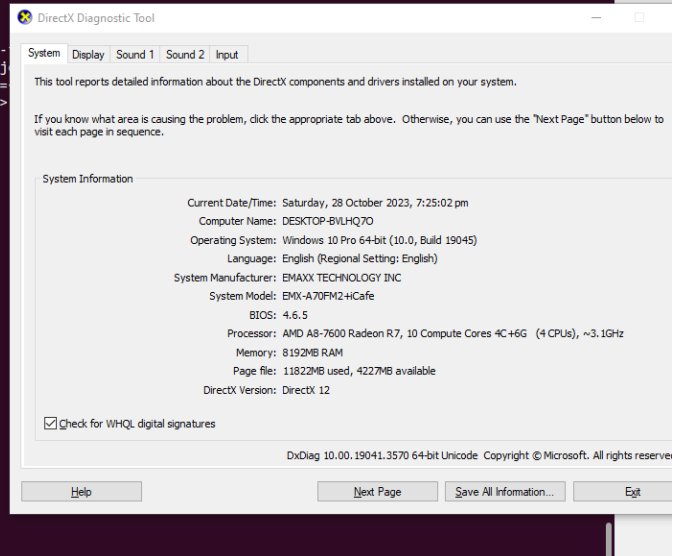 DirectX Diagnostic Tool
System Display Sound 1 Sound 2 Input
This tool reports detailed information about the DirectX components and drivers installed on your system.
If you know what area is causing the problem, click the appropriate tab above. Otherwise, you can use the "Next Page" button below to
visit each page in sequence.
System Information
Current Date/Time: Saturday, 28 October 2023, 7:25:02 pm
Computer Name: DESKTOP-BVLHQ7O
Operating System: Windows 10 Pro 64-bit (10.0, Build 19045)
Language: English (Regional Setting: English)
System Manufacturer: EMAXX TECHNOLOGY INC
System Model: EMX-A70FM2+iCafe
BIOS: 4.6.5
Processor: AMD A8-7600 Radeon R7, 10 Compute Cores 4C+6G (4 CPUs), ~3.1GHz
Memory: 8192MB RAM
Page file: 11822MB used, 4227MB available
DirectX Version: DirectX 12
Check for WHQL digital signatures
DxDiag 10.00.19041.3570 64-bit Unicode Copyright © Microsoft. All rights reserve
Help Next Page Save All Information... Exit